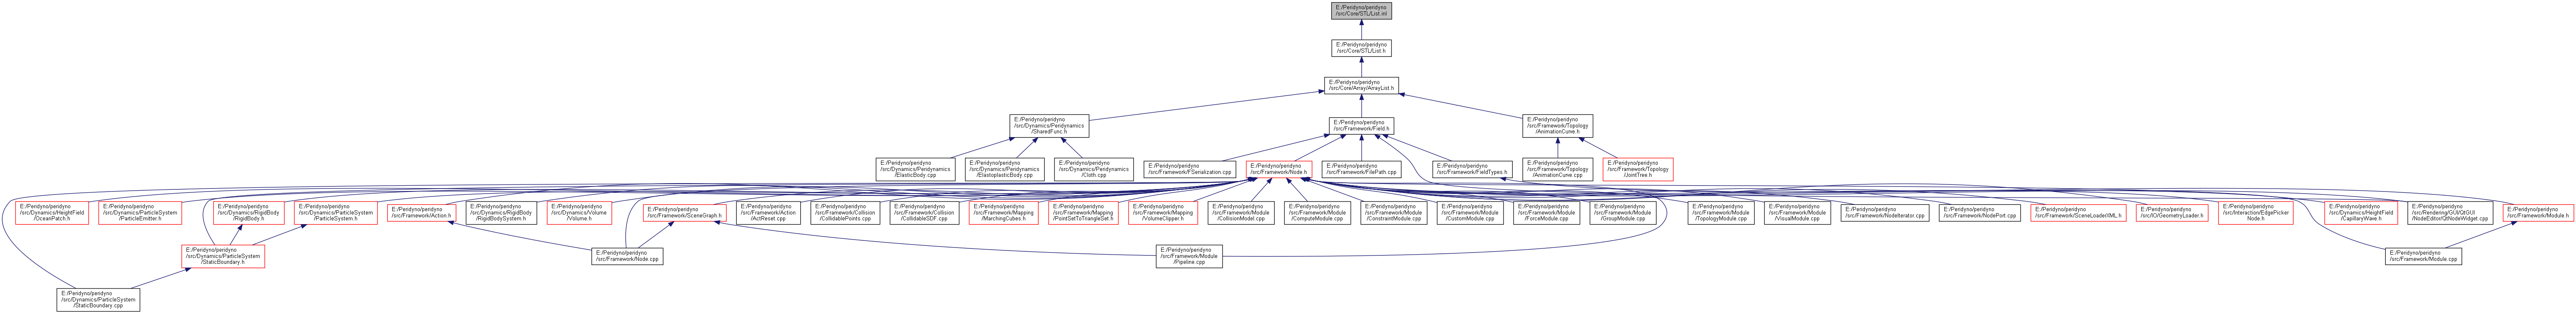 E:/Peridyno/peridyno
/src/Core/STL/List.inl
E:/Peridyno/peridyno
/src/Core/STL/List.h
E:/Peridyno/peridyno
/src/Core/Array/ArrayList.h
E:/Peridyno/peridyno
/src/Dynamics/Peridynamics
/SharedFunc.h
E:/Peridyno/peridyno
/src/Framework/Field.h
E:/Peridyno/peridyno
/src/Framework/Topology
/AnimationCurve.h
E:/Peridyno/peridyno
/src/Dynamics/Peridynamics
/ElasticBody.cpp
E:/Peridyno/peridyno
/src/Dynamics/Peridynamics
/ElastoplasticBody.cpp
E:/Peridyno/peridyno
/src/Dynamics/Peridynamics
/Cloth.cpp
E:/Peridyno/peridyno
/src/Framework/FSerialization.cpp
E:/Peridyno/peridyno
/src/Framework/Node.h
E:/Peridyno/peridyno
/src/Framework/FilePath.cpp
E:/Peridyno/peridyno
/src/Framework/FieldTypes.h
E:/Peridyno/peridyno
/src/Framework/Topology
/AnimationCurve.cpp
E:/Peridyno/peridyno
/src/Framework/Topology
/JointTree.h
E:/Peridyno/peridyno
/src/Dynamics/HeightField
/OceanPatch.h
E:/Peridyno/peridyno
/src/Dynamics/ParticleSystem
/ParticleEmitter.h
E:/Peridyno/peridyno
/src/Dynamics/RigidBody
/RigidBody.h
E:/Peridyno/peridyno
/src/Dynamics/ParticleSystem
/ParticleSystem.h
E:/Peridyno/peridyno
/src/Framework/Action.h
E:/Peridyno/peridyno
/src/Dynamics/RigidBody
/RigidBodySystem.h
E:/Peridyno/peridyno
/src/Dynamics/Volume
/Volume.h
E:/Peridyno/peridyno
/src/Framework/SceneGraph.h
E:/Peridyno/peridyno
/src/Framework/Action
/ActReset.cpp
E:/Peridyno/peridyno
/src/Framework/Collision
/CollidablePoints.cpp
E:/Peridyno/peridyno
/src/Framework/Collision
/CollidableSDF.cpp
E:/Peridyno/peridyno
/src/Framework/Mapping
/MarchingCubes.h
E:/Peridyno/peridyno
/src/Framework/Mapping
/PointSetToTriangleSet.h
E:/Peridyno/peridyno
/src/Framework/Mapping
/VolumeClipper.h
E:/Peridyno/peridyno
/src/Framework/Module
/CollisionModel.cpp
E:/Peridyno/peridyno
/src/Framework/Module
/ComputeModule.cpp
E:/Peridyno/peridyno
/src/Framework/Module
/ConstraintModule.cpp
E:/Peridyno/peridyno
/src/Framework/Module
/CustomModule.cpp
E:/Peridyno/peridyno
/src/Framework/Module
/ForceModule.cpp
E:/Peridyno/peridyno
/src/Framework/Module
/GroupModule.cpp
E:/Peridyno/peridyno
/src/Framework/Module
/TopologyModule.cpp
E:/Peridyno/peridyno
/src/Framework/Module
/VisualModule.cpp
E:/Peridyno/peridyno
/src/Framework/NodeIterator.cpp
E:/Peridyno/peridyno
/src/Framework/NodePort.cpp
E:/Peridyno/peridyno
/src/Framework/SceneLoaderXML.h
E:/Peridyno/peridyno
/src/IO/GeometryLoader.h
E:/Peridyno/peridyno
/src/Interaction/EdgePicker
Node.h
E:/Peridyno/peridyno
/src/Dynamics/HeightField
/CapillaryWave.h
E:/Peridyno/peridyno
/src/Rendering/GUI/QtGUI
/NodeEditor/QtNodeWidget.cpp
E:/Peridyno/peridyno
/src/Framework/Module.h
E:/Peridyno/peridyno
/src/Dynamics/ParticleSystem
/StaticBoundary.h
E:/Peridyno/peridyno
/src/Framework/Node.cpp
E:/Peridyno/peridyno
/src/Framework/Module
/Pipeline.cpp
E:/Peridyno/peridyno
/src/Framework/Module.cpp
E:/Peridyno/peridyno
/src/Dynamics/ParticleSystem
/StaticBoundary.cpp